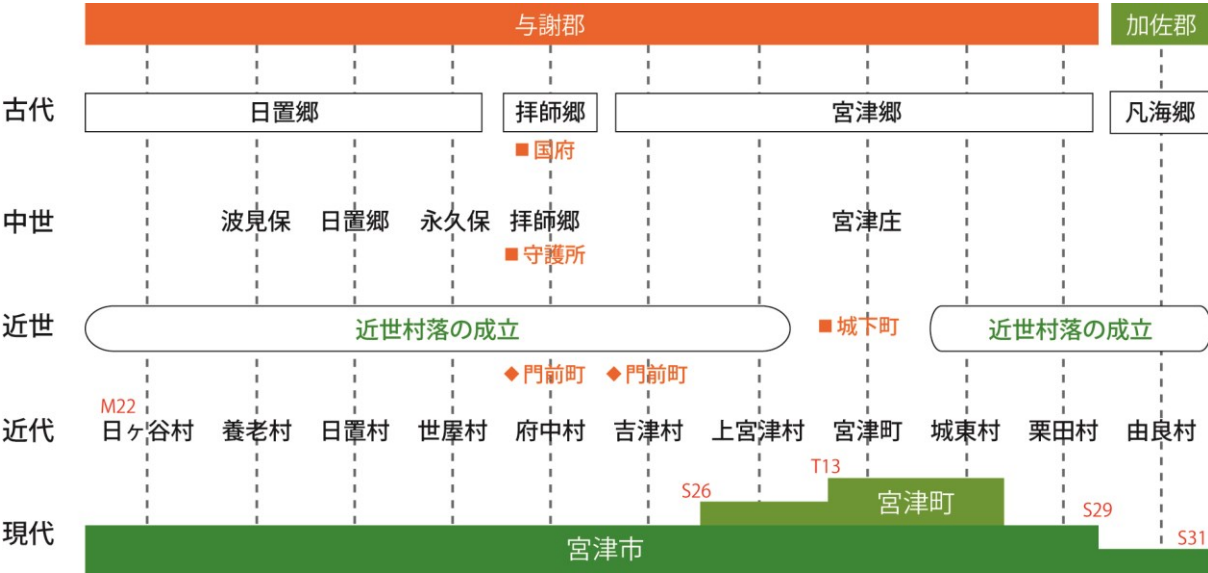 与謝郡 加佐郡
古代 日置郷 拝師郷 宮津郷 凡海郷
■国府
中世 波見保 日置郷 永久保 拝師郷 宮津庄
■守護所
近世 近世村落の成立 ■城下町 近世村落の成立
◆門前町 ◆門前町
M22
近代 日ヶ谷村 養老村 日置村 世屋村 府中村 吉津村 上宮津村 宮津町 城東村 栗田村 由良村
T13
S26 宮津町 S29
現代 宮津市 S31